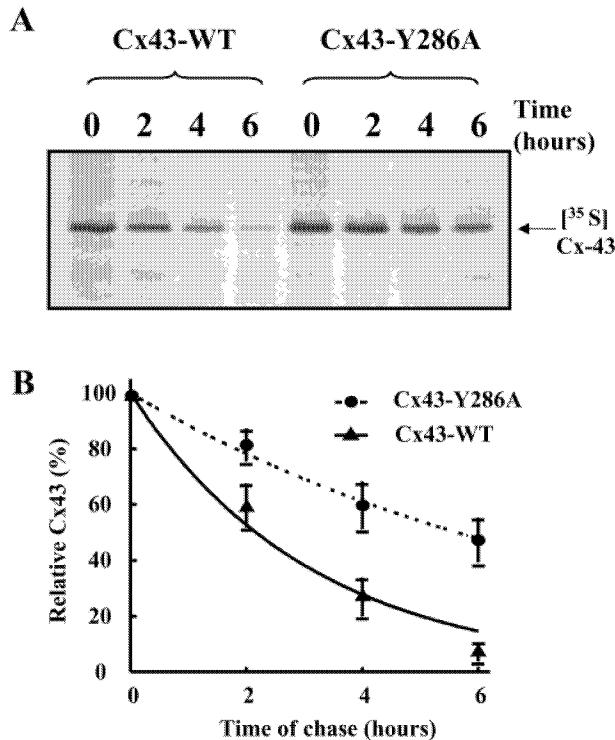 A
Cx43-WT Cx43-Y286A
0 2 4 6 0 2 4 6 Time (hours)
[³⁵S] Cx-43
B
Cx43-Y286A
Cx43-WT
Relative Cx43 (%)
100
80
60
40
20
0
0 2 4 6
Time of chase (hours)